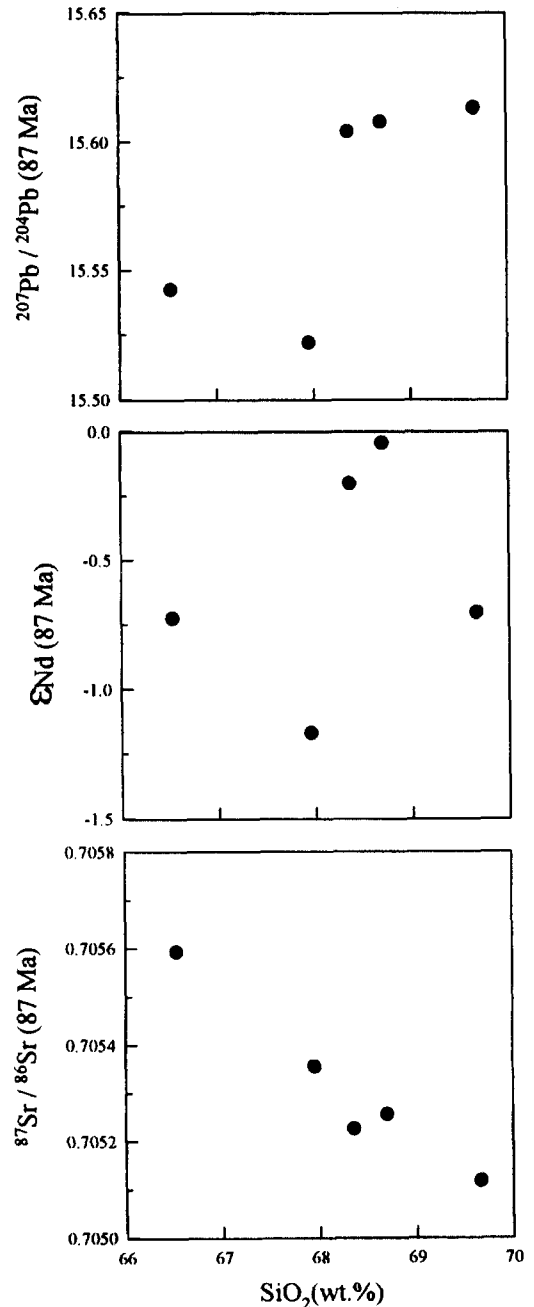 15.65
15.60
15.55
15.50
²⁰⁷Pb / ²⁰⁴Pb (87 Ma)
0.0
-0.5
-1.0
-1.5
εNd (87 Ma)
0.7058
0.7056
0.7054
0.7052
0.7050
⁸⁷Sr / ⁸⁶Sr (87 Ma)
66 67 68 69 70
SiO₂(wt.%)